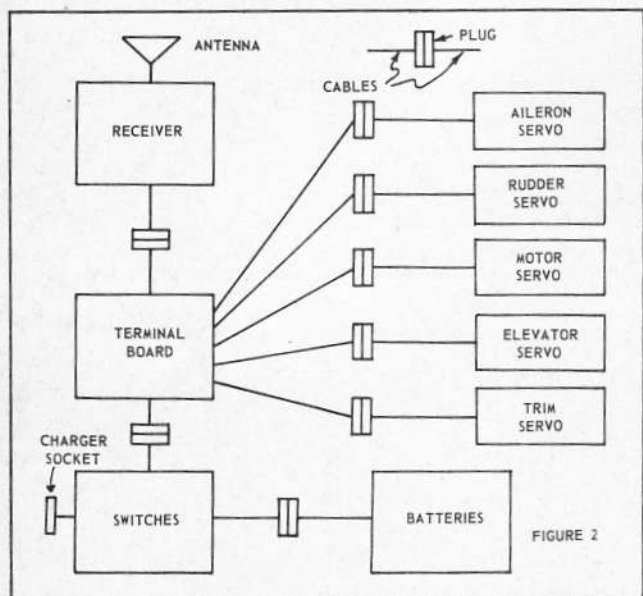 ANTENNA
PLUG
CABLES
RECEIVER
AILERON
SERVO
RUDDER
SERVO
MOTOR
SERVO
TERMINAL
BOARD
ELEVATOR
SERVO
TRIM
SERVO
CHARGER
SOCKET
SWITCHES
BATTERIES
FIGURE 2